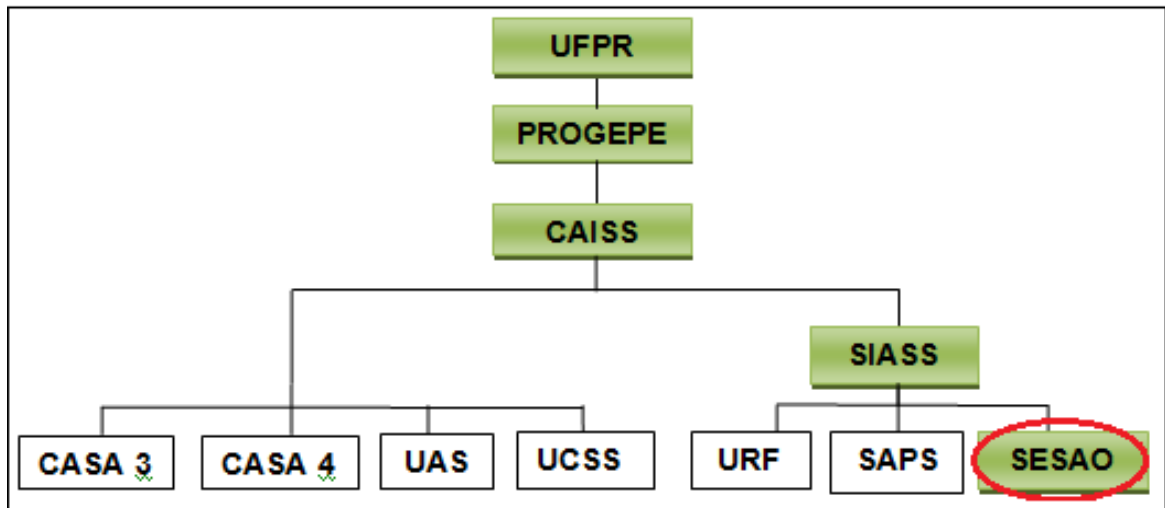 UFPR
PROGEPE
CAISS
SIASS
CASA 3
CASA 4
UAS
UCSS
URF
SAPS
SESAO